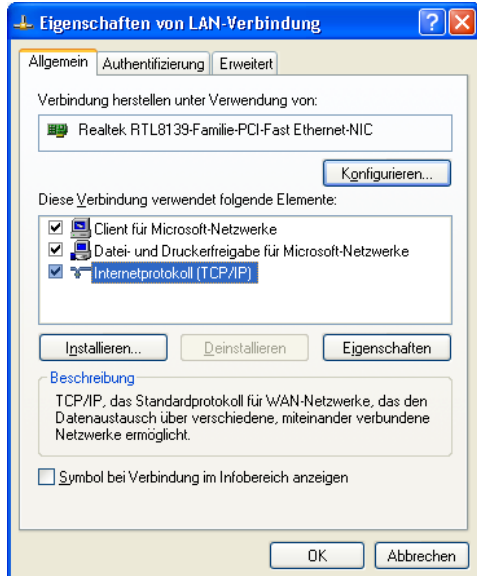 Eigenschaften von LAN-Verbindung
Allgemein Authentifizierung Erweitert
Verbindung herstellen unter Verwendung von:
Realtek RTL8139-Familie-PCI-Fast Ethernet-NIC
Konfigurieren...
Diese Verbindung verwendet folgende Elemente:
Client für Microsoft-Netzwerke
Datei- und Druckerfreigabe für Microsoft-Netzwerke
Internetprotokoll (TCP/IP)
Installieren... Deinstallieren Eigenschaften
Beschreibung
TCP/IP, das Standardprotokoll für WAN-Netzwerke, das den
Datenaustausch über verschiedene, miteinander verbundene
Netzwerke ermöglicht.
Symbol bei Verbindung im Infobereich anzeigen
OK Abbrechen